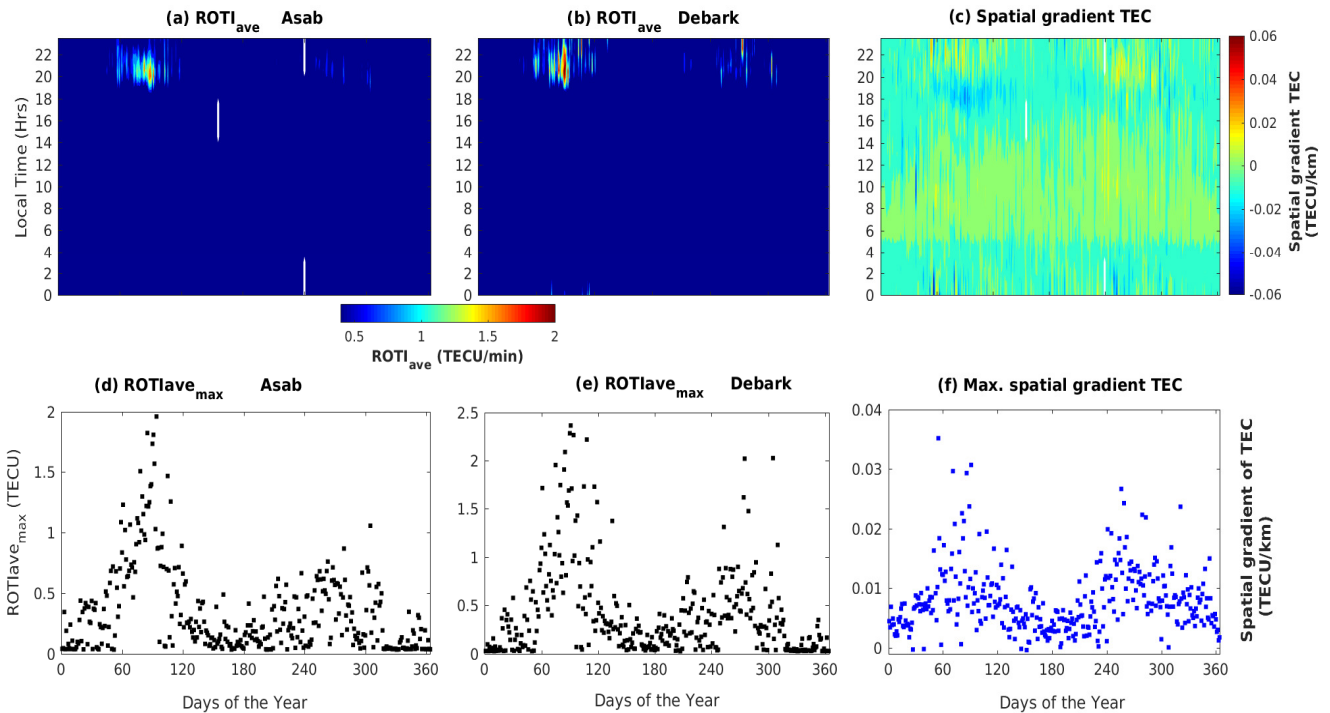 (a) ROTIave Asab
(b) ROTIave Debark
(c) Spatial gradient TEC
22
20
18
16
14
12
10
8
6
4
2
0
Local Time (Hrs)
22
20
18
16
14
12
10
8
6
4
2
0
22
20
18
16
14
12
10
8
6
4
2
0
0.06
0.04
0.02
0
-0.02
-0.04
-0.06
Spatial gradient TEC
(TECU/km)
0.5 1 1.5 2
ROTIave (TECU/min)
(d) ROTIavemax Asab
(e) ROTIavemax Debark
(f) Max. spatial gradient TEC
2
1.5
1
0.5
0
ROTIavemax (TECU)
0 60 120 180 240 300 360
Days of the Year
2.5
2
1.5
1
0.5
0
0 60 120 180 240 300 360
Days of the Year
0.04
0.03
0.02
0.01
0
0 60 120 180 240 300 360
Days of the Year
Spatial gradient of TEC
(TECU/km)